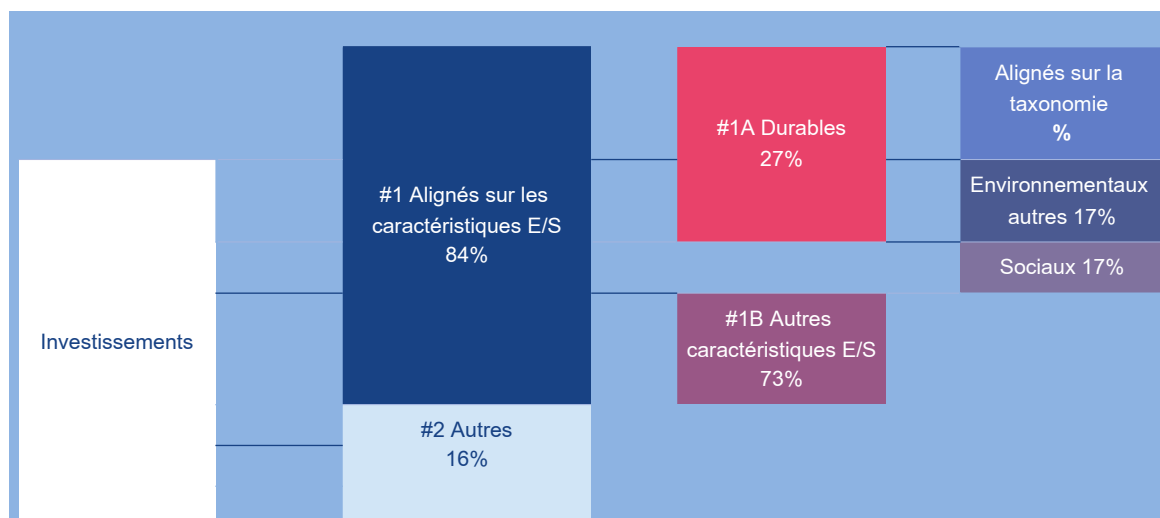 Investissements
#1 Alignés sur les
caractéristiques E/S
84%
#2 Autres
16%
#1A Durables
27%
#1B Autres
caractéristiques E/S
73%
Alignés sur la
taxonomie
%
Environnementaux
autres 17%
Sociaux 17%